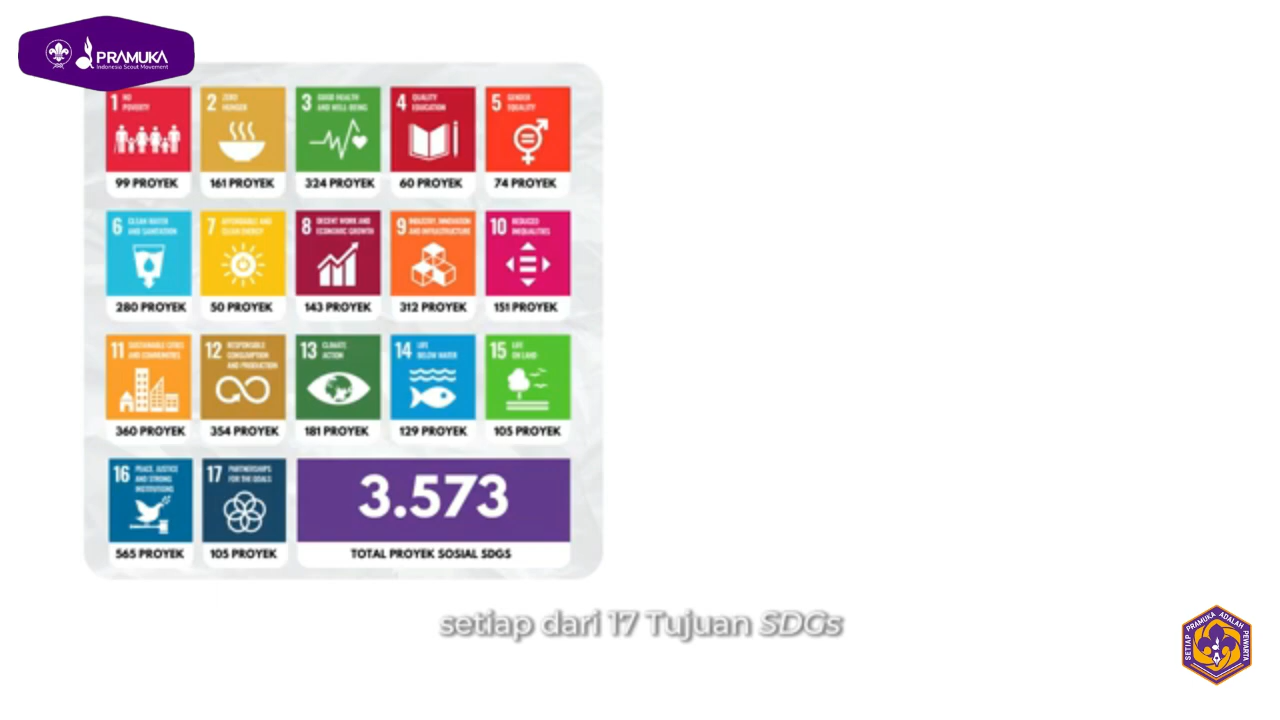 PRAMUKA
Indonesia Scout Movement
1 NO
POVERTY
2 ZERO
HUNGER
3 GOOD HEALTH
AND WELL-BEING
4 QUALITY
EDUCATION
5 GENDER
EQUALITY
99 PROYEK
161 PROYEK
324 PROYEK
60 PROYEK
74 PROYEK
6 CLEAN WATER
AND SANITATION
7 AFFORDABLE AND
CLEAN ENERGY
8 DECENT WORK AND
ECONOMIC GROWTH
9 INDUSTRY, INNOVATION
AND INFRASTRUCTURE
10 REDUCED
INEQUALITIES
280 PROYEK
50 PROYEK
143 PROYEK
312 PROYEK
151 PROYEK
11 SUSTAINABLE CITIES
AND COMMUNITIES
12 RESPONSIBLE
CONSUMPTION
AND PRODUCTION
13 CLIMATE
ACTION
14 LIFE
BELOW WATER
15 LIFE
ON LAND
360 PROYEK
354 PROYEK
181 PROYEK
129 PROYEK
105 PROYEK
16 PEACE, JUSTICE
AND STRONG
INSTITUTIONS
17 PARTNERSHIPS
FOR THE GOALS
3.573
565 PROYEK
105 PROYEK
TOTAL PROYEK SOSIAL SDGS
setiap dari 17 Tujuan SDGs
SETIAP PRAMUKA ADALAH PEWARTA